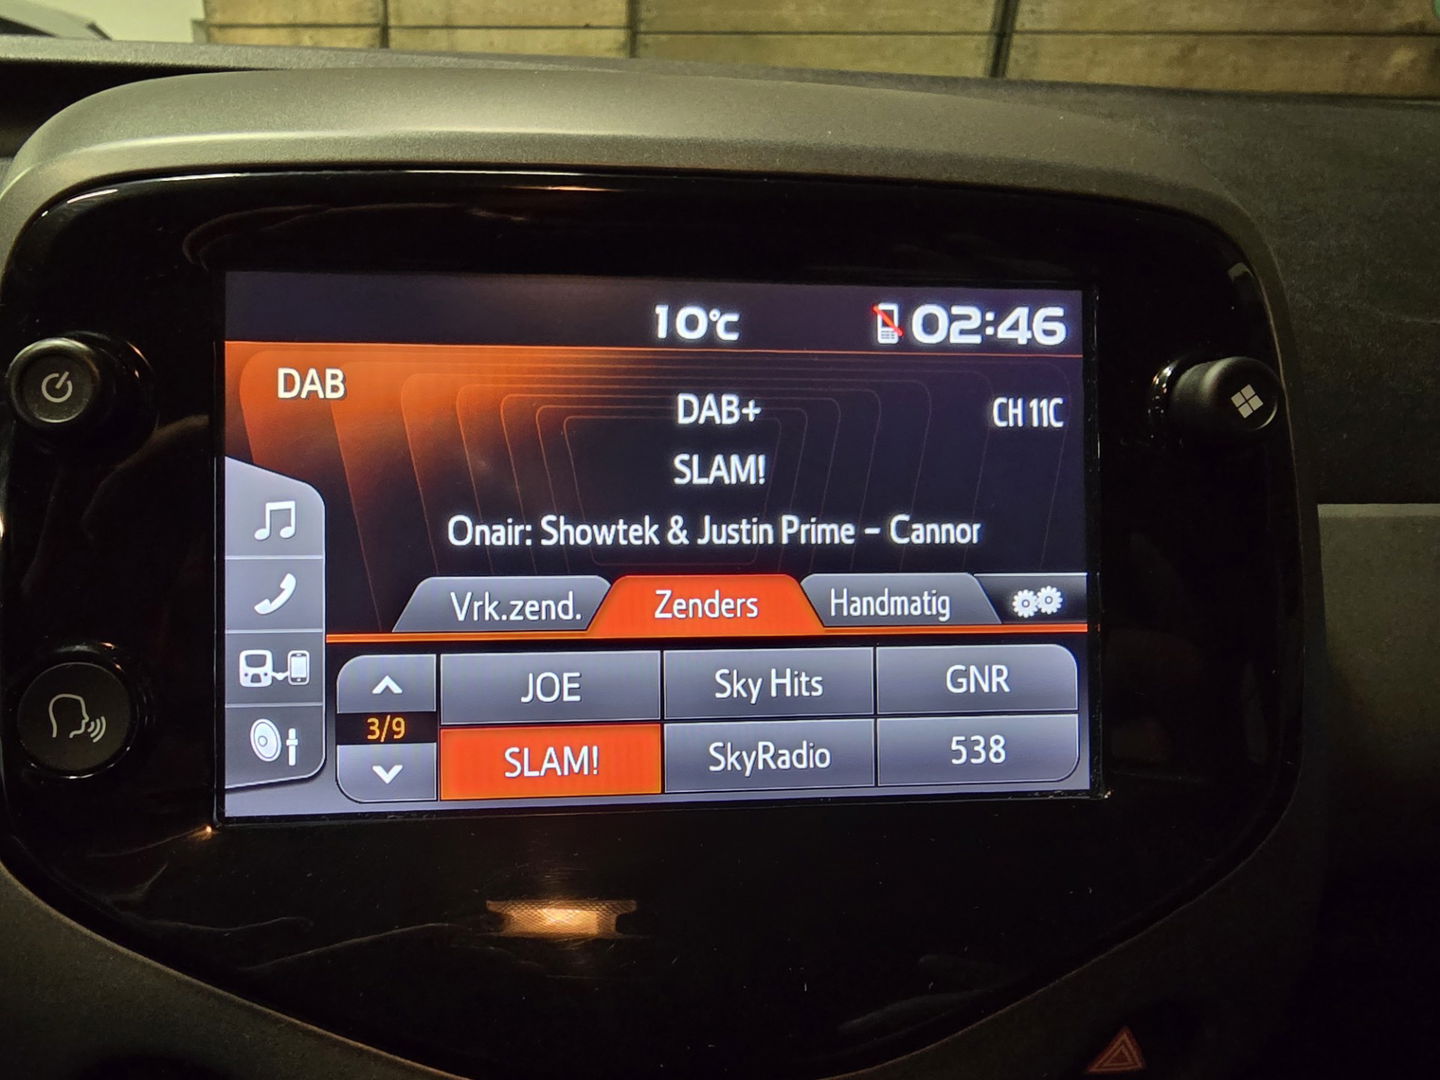 10°C 02:46
DAB
DAB+ CH 11C
SLAM!
Onair: Showtek & Justin Prime – Cannor
Vrk.zend. Zenders Handmatig
JOE Sky Hits GNR
3/9
SLAM! SkyRadio 538